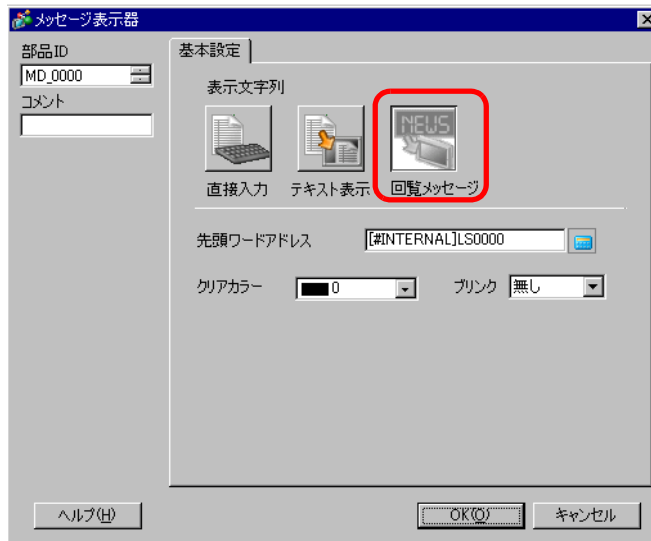 メッセージ表示器
部品ID
MD_0000
コメント
基本設定
表示文字列
NEWS
直接入力 テキスト表示 回覧メッセージ
先頭ワードアドレス [#INTERNAL]LS0000
クリアカラー 0 ブリンク 無し
ヘルプ(H) OK(O) キャンセル